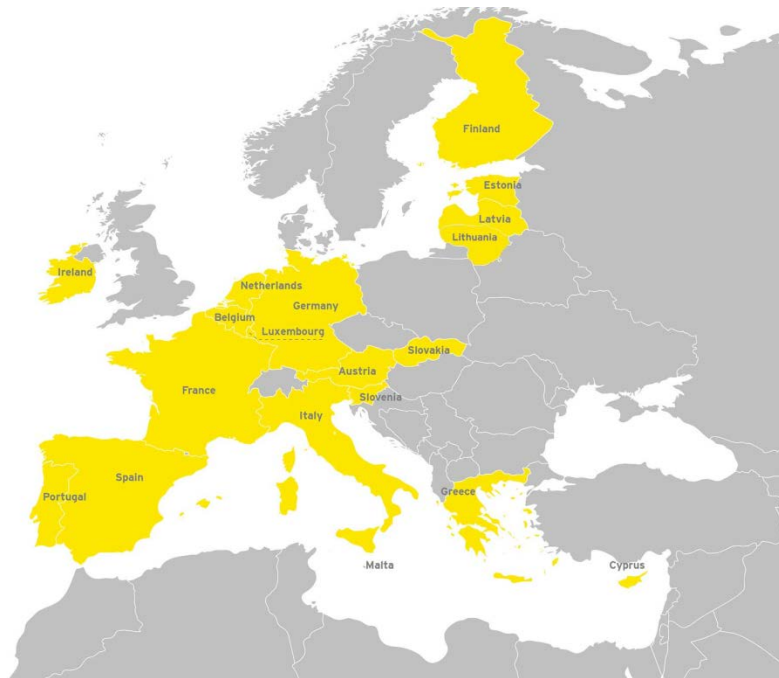 Finland
Estonia
Latvia
Lithuania
Ireland
Netherlands
Germany
Belgium
Luxembourg
Slovakia
Austria
France
Slovenia
Italy
Spain
Portugal
Greece
Malta
Cyprus